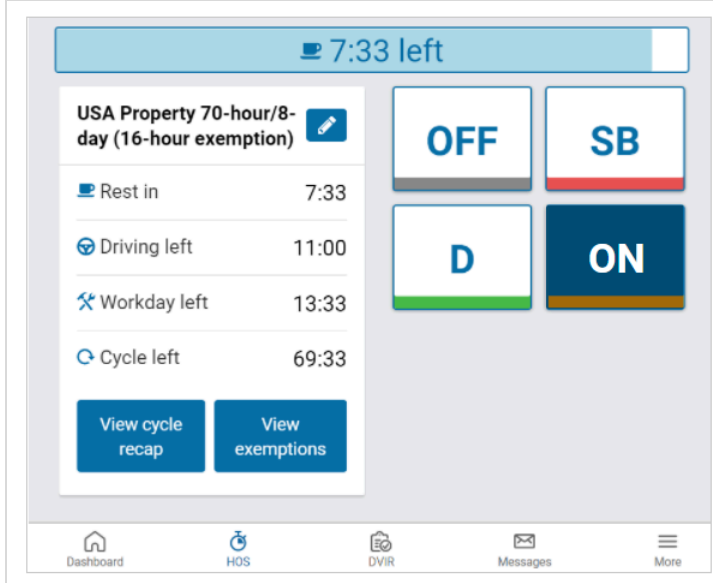 7:33 left
USA Property 70-hour/8-
day (16-hour exemption)
Rest in 7:33
Driving left 11:00
Workday left 13:33
Cycle left 69:33
View cycle
recap
View
exemptions
OFF SB
D ON
Dashboard HOS DVIR Messages More